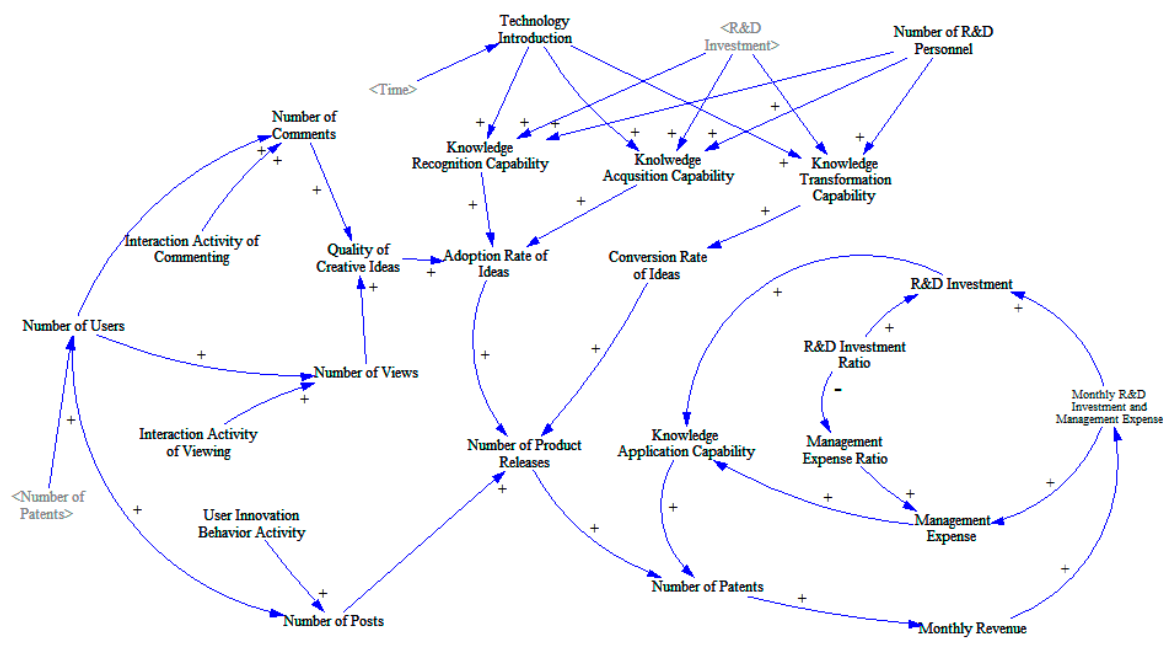 Technology
Introduction
<R&D
Investment>
Number of R&D
Personnel
<Time>
Number of
Comments
Knowledge
Recognition Capability
Knolwedge
Acqusition Capability
Knowledge
Transformation
Capability
Interaction Activity of
Commenting
Quality of
Creative Ideas
Adoption Rate of
Ideas
Conversion Rate
of Ideas
R&D Investment
Number of Users
R&D Investment
Ratio
Number of Views
Monthly R&D
Investment and
Management Expense
Interaction Activity
of Viewing
Number of Product
Releases
Knowledge
Application Capability
Management
Expense Ratio
<Number of
Patents>
User Innovation
Behavior Activity
Management
Expense
Number of Patents
Number of Posts
Monthly Revenue